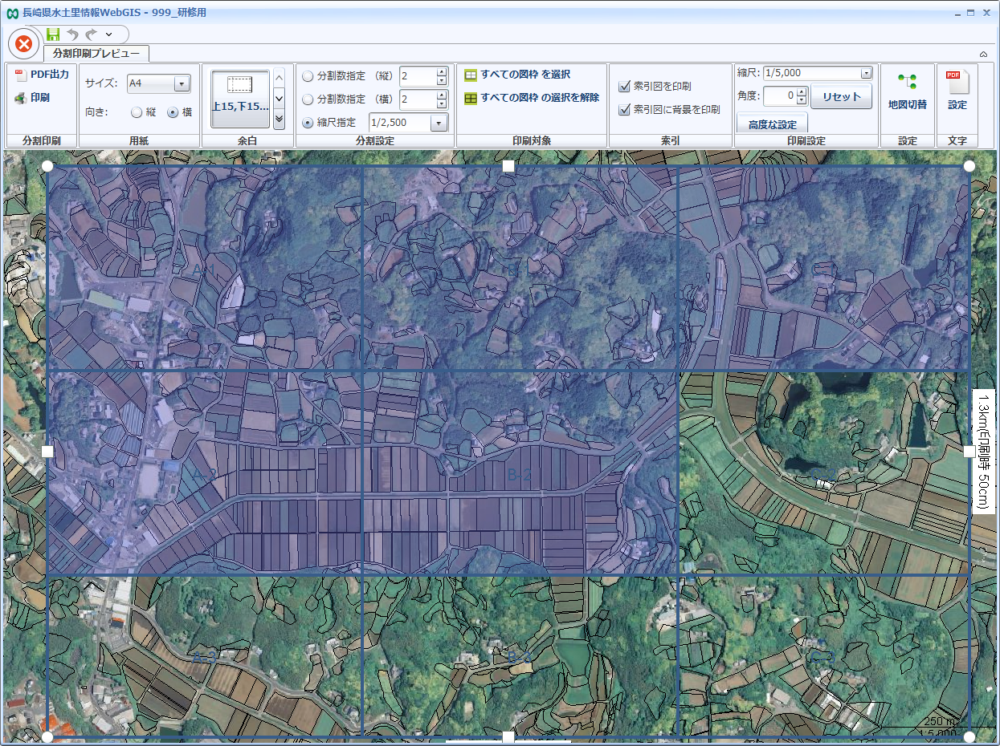 長崎県水土里情報WebGIS - 999_研修用
分割印刷プレビュー
PDF出力
印刷
分割印刷
サイズ: A4
向き: 縦 横
用紙
上15,下15...
余白
分割数指定 （縦） 2
分割数指定 （横） 2
縮尺指定 1/2,500
分割設定
すべての図枠 を選択
すべての図枠 の選択を解除
印刷対象
索引図を印刷
索引図に背景を印刷
索引
縮尺: 1/5,000
角度: 0 リセット
高度な設定
印刷設定
地図切替
設定
PDF
設定
文字
A-2
B-2
1.3km(印刷時 50cm)
A-3
B-3
C-3
250 m
1:5,000